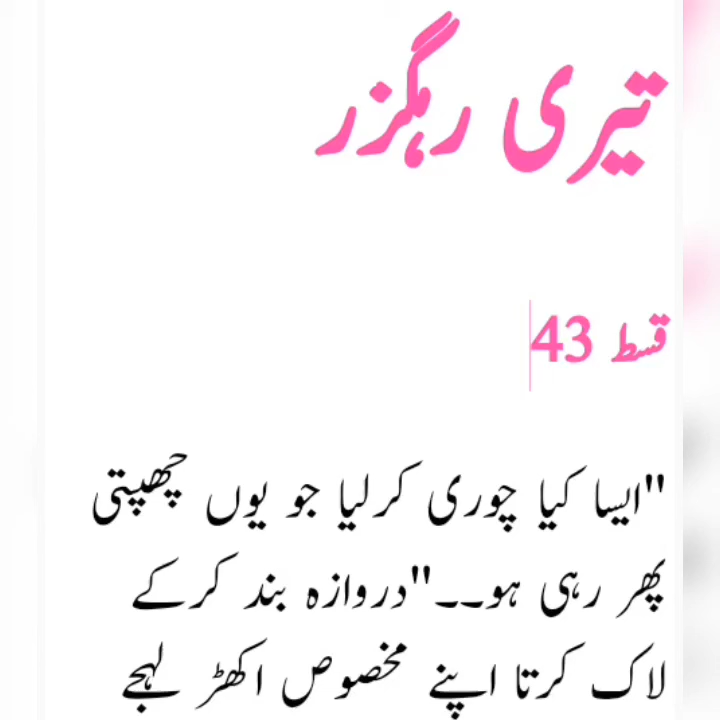 تیری رہگزر
قسط 43
"ایسا کیا چوری کرلیا جو یوں چھپتی
پھر رہی ہو۔۔"دروازہ بند کرکے
لاک کرتا اپنے مخصوص اکھڑ لہجے